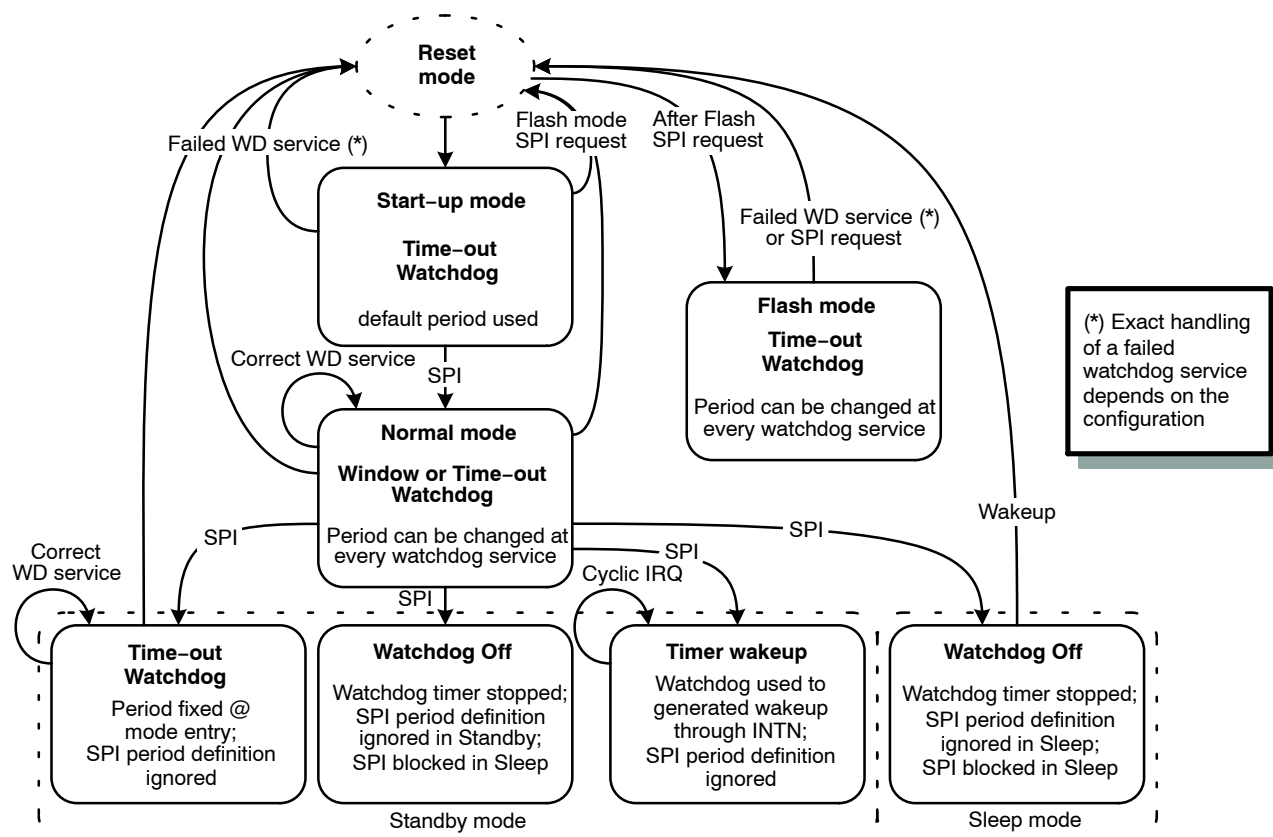 Reset
mode
Failed WD service (*)
Flash mode
SPI request
After Flash
SPI request
Start−up mode
Time−out
Watchdog
default period used
Failed WD service (*)
or SPI request
Flash mode
Time−out
Watchdog
Period can be changed at
every watchdog service
(*) Exact handling
of a failed
watchdog service
depends on the
configuration
Correct WD service
SPI
Normal mode
Window or Time−out
Watchdog
Period can be changed at
every watchdog service
Wakeup
SPI
SPI
SPI
SPI
Correct
WD service
Cyclic IRQ
Time−out
Watchdog
Period fixed @
mode entry;
SPI period definition
ignored
Watchdog Off
Watchdog timer stopped;
SPI period definition
ignored in Standby;
SPI blocked in Sleep
Timer wakeup
Watchdog used to
generated wakeup
through INTN;
SPI period definition
ignored
Watchdog Off
Watchdog timer stopped;
SPI period definition
ignored in Sleep;
SPI blocked in Sleep
Standby mode
Sleep mode